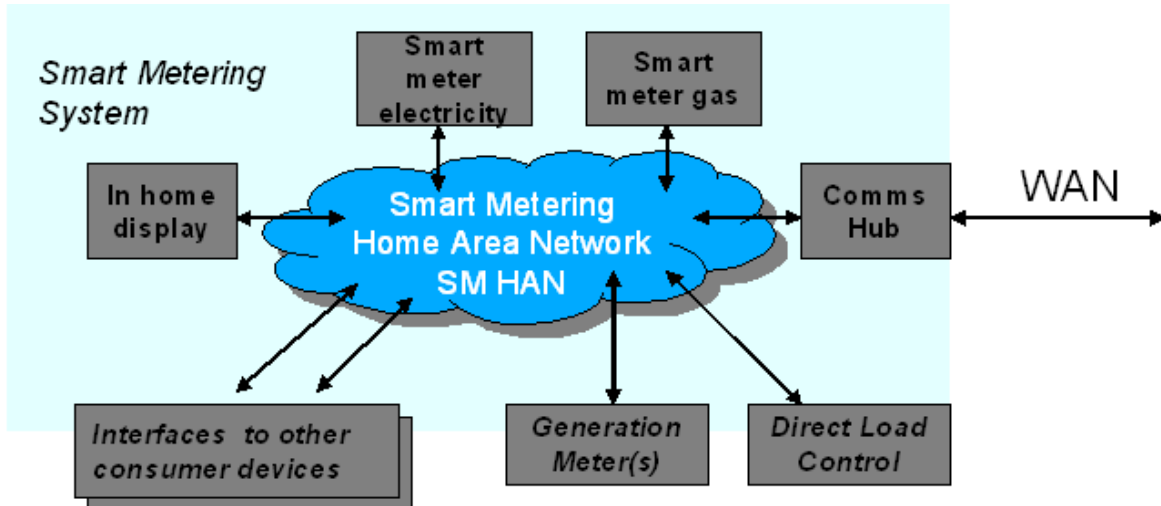 Smart Metering
System
Smart
meter
electricity
Smart
meter gas
In home
display
Smart Metering
Home Area Network
SM HAN
Comms
Hub
WAN
Interfaces to other
consumer devices
Generation
Meter(s)
Direct Load
Control